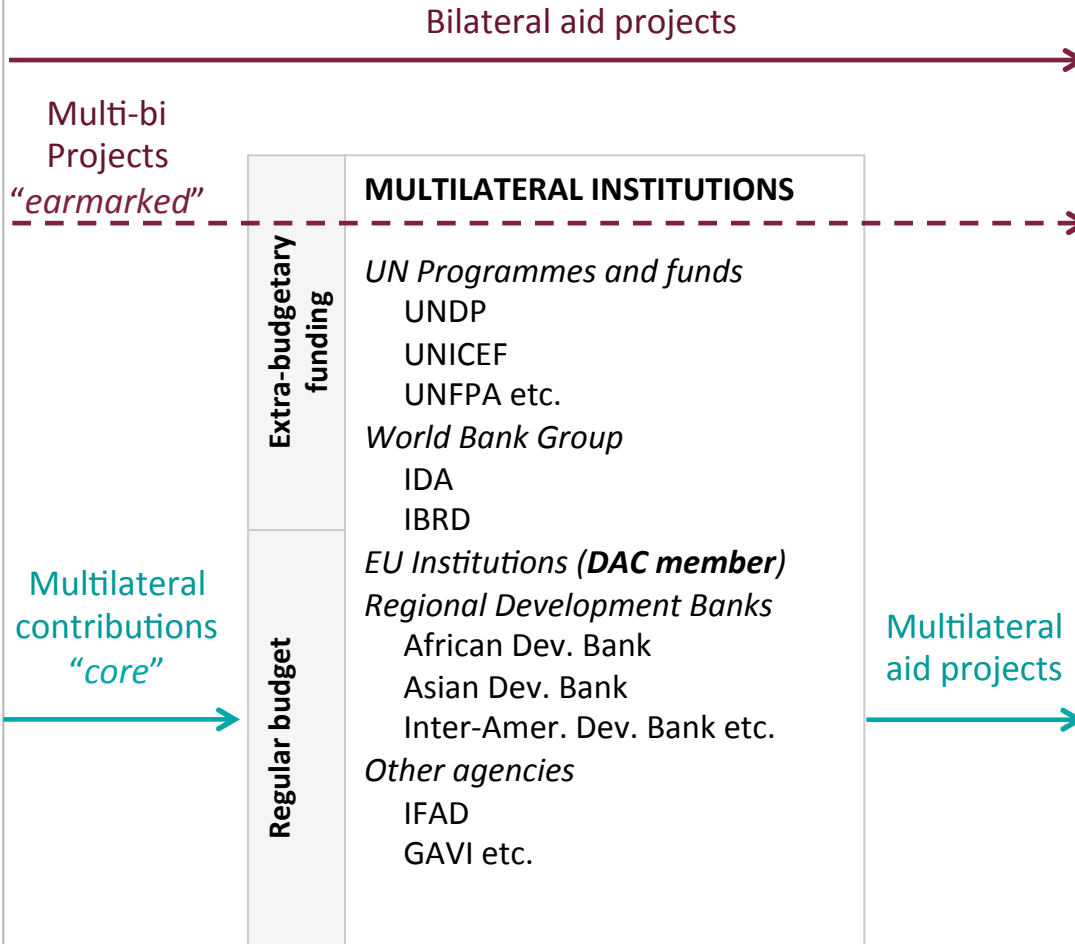 Bilateral aid projects
Multi-bi
Projects
“earmarked”
MULTILATERAL INSTITUTIONS
Extra-budgetary
funding
UN Programmes and funds
UNDP
UNICEF
UNFPA etc.
World Bank Group
IDA
IBRD
EU Institutions (DAC member)
Regional Development Banks
African Dev. Bank
Asian Dev. Bank
Inter-Amer. Dev. Bank etc.
Other agencies
IFAD
GAVI etc.
Multilateral
contributions
“core”
Regular budget
Multilateral
aid projects